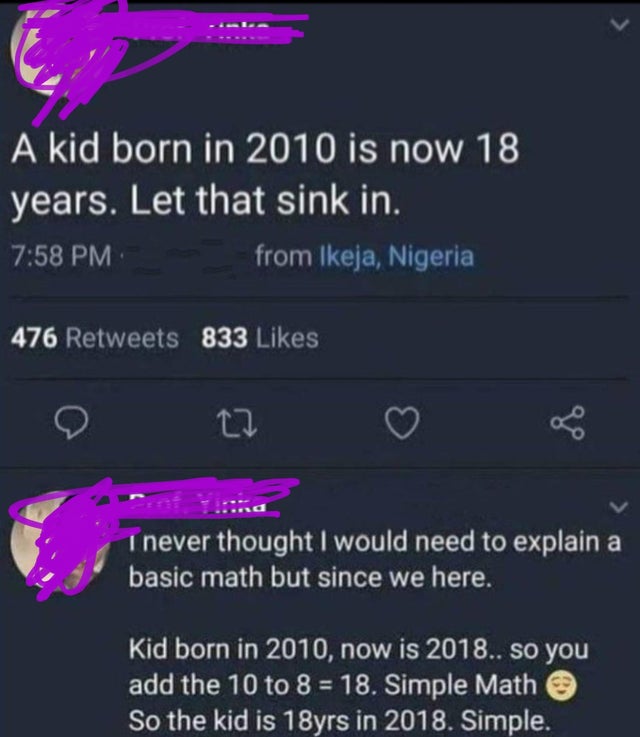 A kid born in 2010 is now 18
years. Let that sink in.
7:58 PM · from Ikeja, Nigeria
476 Retweets 833 Likes
Prof. Yinka
I never thought I would need to explain a
basic math but since we here.
Kid born in 2010, now is 2018.. so you
add the 10 to 8 = 18. Simple Math 😌
So the kid is 18yrs in 2018. Simple.